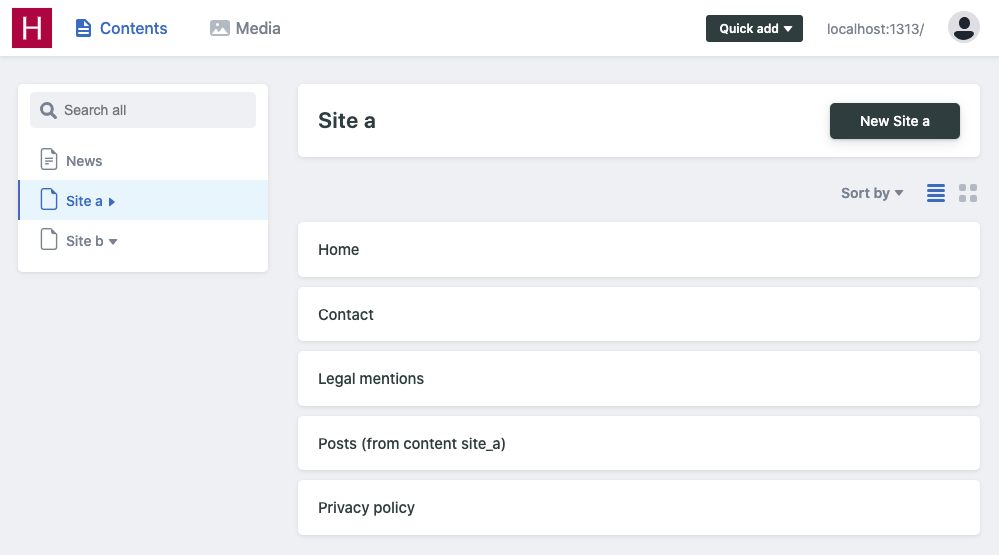 H
Contents
Media
Quick add
localhost:1313/
Search all
News
Site a
Site b
Site a
New Site a
Sort by
Home
Contact
Legal mentions
Posts (from content site_a)
Privacy policy